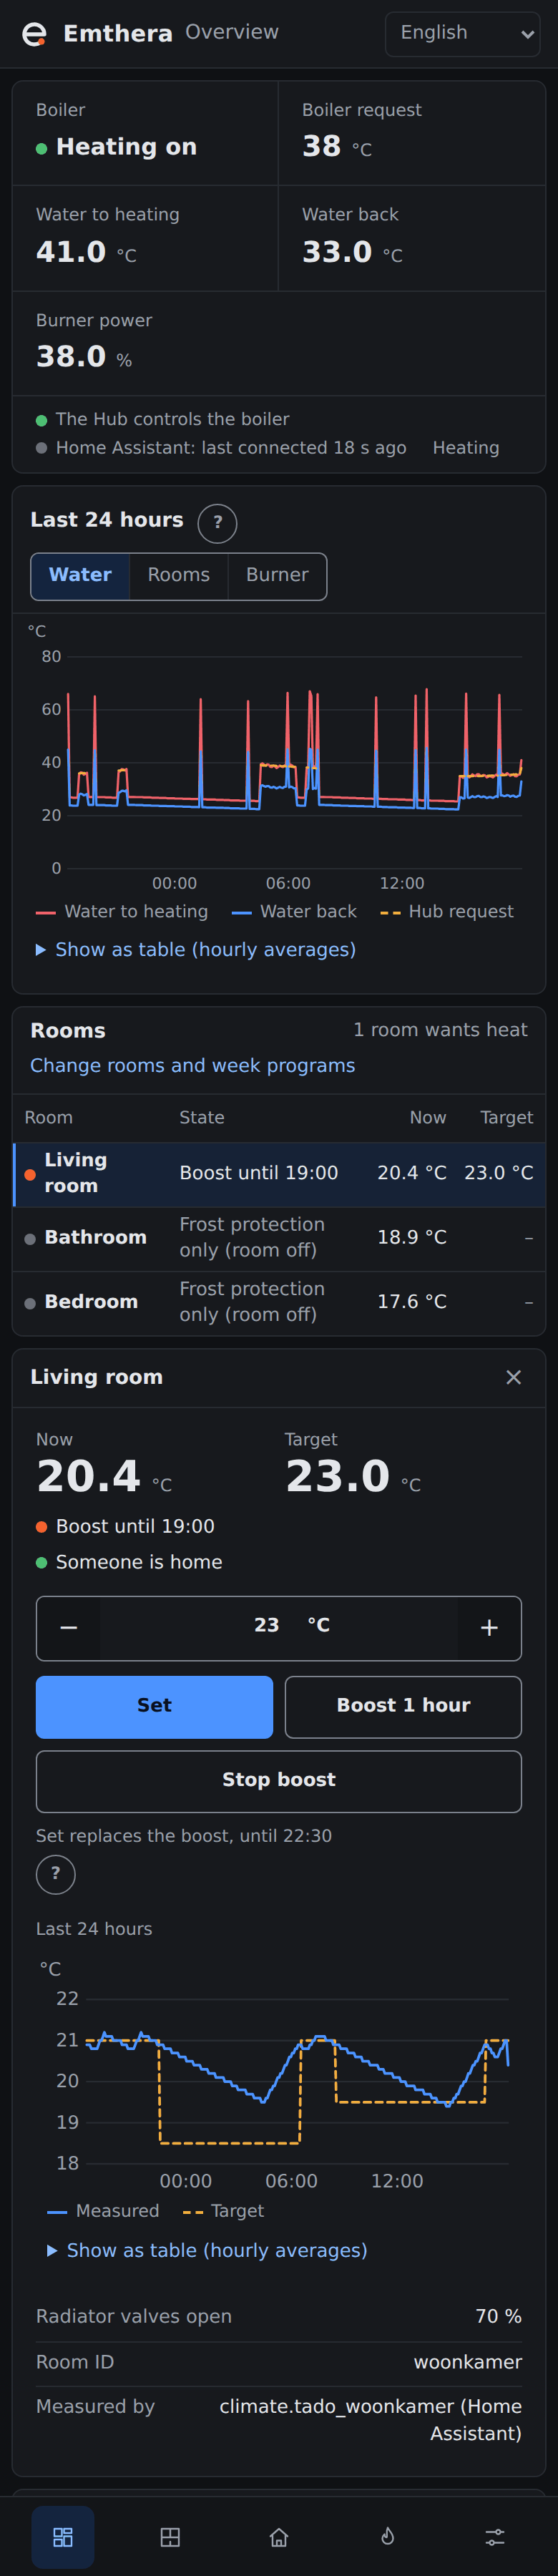 Emthera Overview English
Boiler Boiler request
Heating on 38 °C
Water to heating Water back
41.0 °C 33.0 °C
Burner power
38.0 %
The Hub controls the boiler
Home Assistant: last connected 18 s ago Heating
Last 24 hours ?
Water Rooms Burner
°C
80
60
40
20
0
00:00 06:00 12:00
Water to heating Water back Hub request
Show as table (hourly averages)
Rooms 1 room wants heat
Change rooms and week programs
Room State Now Target
Living room Boost until 19:00 20.4 °C 23.0 °C
Bathroom Frost protection only (room off) 18.9 °C –
Bedroom Frost protection only (room off) 17.6 °C –
Living room ×
Now Target
20.4 °C 23.0 °C
Boost until 19:00
Someone is home
− 23 °C +
Set Boost 1 hour
Stop boost
Set replaces the boost, until 22:30
?
Last 24 hours
°C
22
21
20
19
18
00:00 06:00 12:00
Measured Target
Show as table (hourly averages)
Radiator valves open 70 %
Room ID woonkamer
Measured by climate.tado_woonkamer (Home
Assistant)